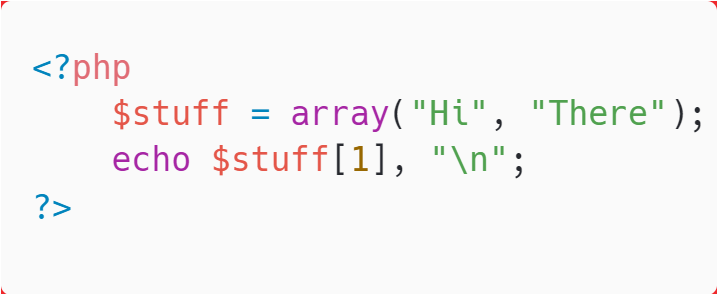 <?php
    $stuff = array("Hi", "There");
    echo $stuff[1], "\n";
?>